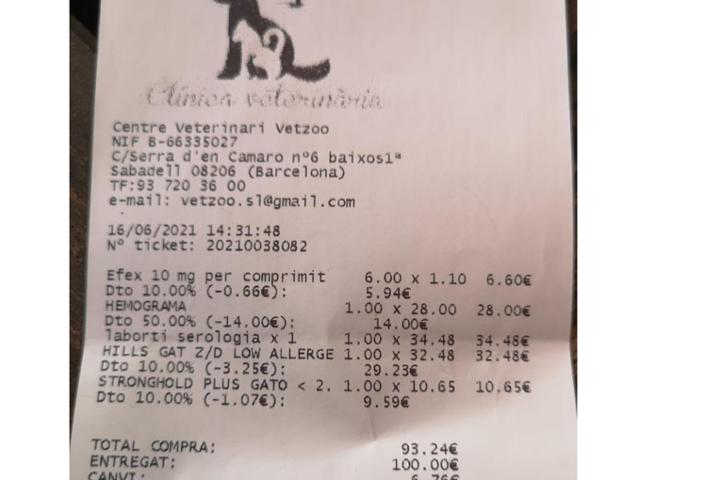 Clínica veterinària
Centre Veterinari Vetzoo
NIF B-66335027
C/Serra d'en Camaro nº6 baixos1ª
Sabadell 08206 (Barcelona)
TF:93 720 36 00
e-mail: vetzoo.sl@gmail.com
16/06/2021 14:31:48
Nº ticket: 20210038082
Efex 10 mg per comprimit 6.00 x 1.10 6.60€
Dto 10.00% (-0.66€): 5.94€
HEMOGRAMA 1.00 x 28.00 28.00€
Dto 50.00% (-14.00€): 14.00€
laborti serologia x 1 1.00 x 34.48 34.48€
HILLS GAT Z/D LOW ALLERGE 1.00 x 32.48 32.48€
Dto 10.00% (-3.25€): 29.23€
STRONGHOLD PLUS GATO < 2. 1.00 x 10.65 10.65€
Dto 10.00% (-1.07€): 9.59€
TOTAL COMPRA: 93.24€
ENTREGAT: 100.00€
CANVI: 6.76€